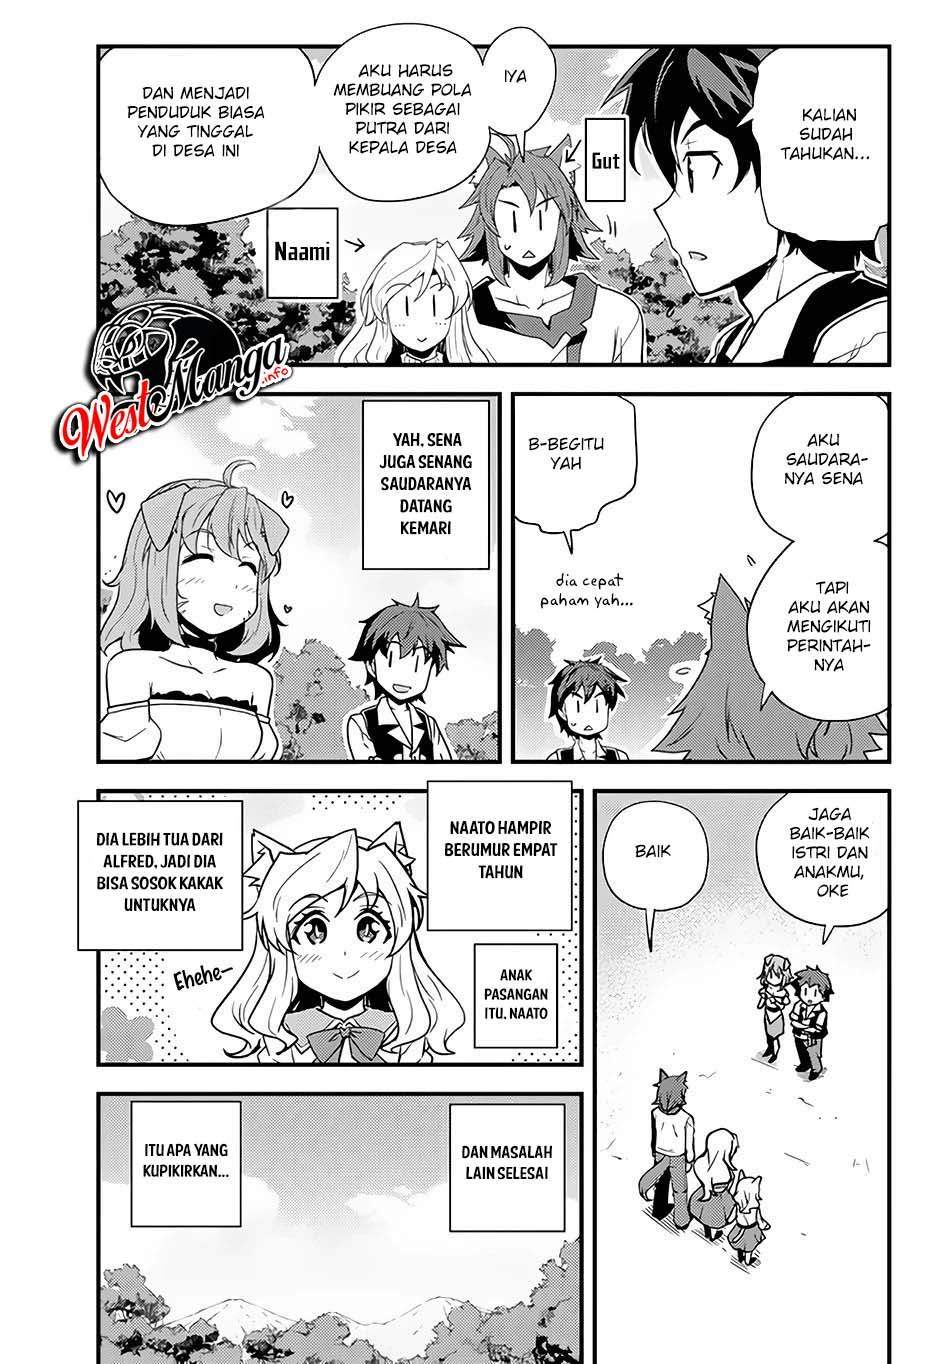 KALIAN
SUDAH
TAHUKAN...
Gut
IYA
AKU HARUS
MEMBUANG POLA
PIKIR SEBAGAI
PUTRA DARI
KEPALA DESA
DAN MENJADI
PENDUDUK BIASA
YANG TINGGAL
DI DESA INI
Naami
WestManga
.info
AKU
SAUDARA-
NYA SENA
TAPI
AKU AKAN
MENGIKUTI
PERINTAH-
NYA
B-BEGITU
YAH
dia cepat
paham yah...
YAH, SENA
JUGA SENANG
SAUDARANYA
DATANG
KEMARI
JAGA
BAIK-BAIK
ISTRI DAN
ANAKMU,
OKE
BAIK
ANAK
PASANGAN
ITU, NAATO
NAATO HAMPIR
BERUMUR EMPAT
TAHUN
DIA LEBIH TUA DARI
ALFRED, JADI DIA
BISA SOSOK KAKAK
UNTUKNYA
Ehehe~
DAN MASALAH
LAIN SELESAI
ITU APA YANG
KUPIKIRKAN...